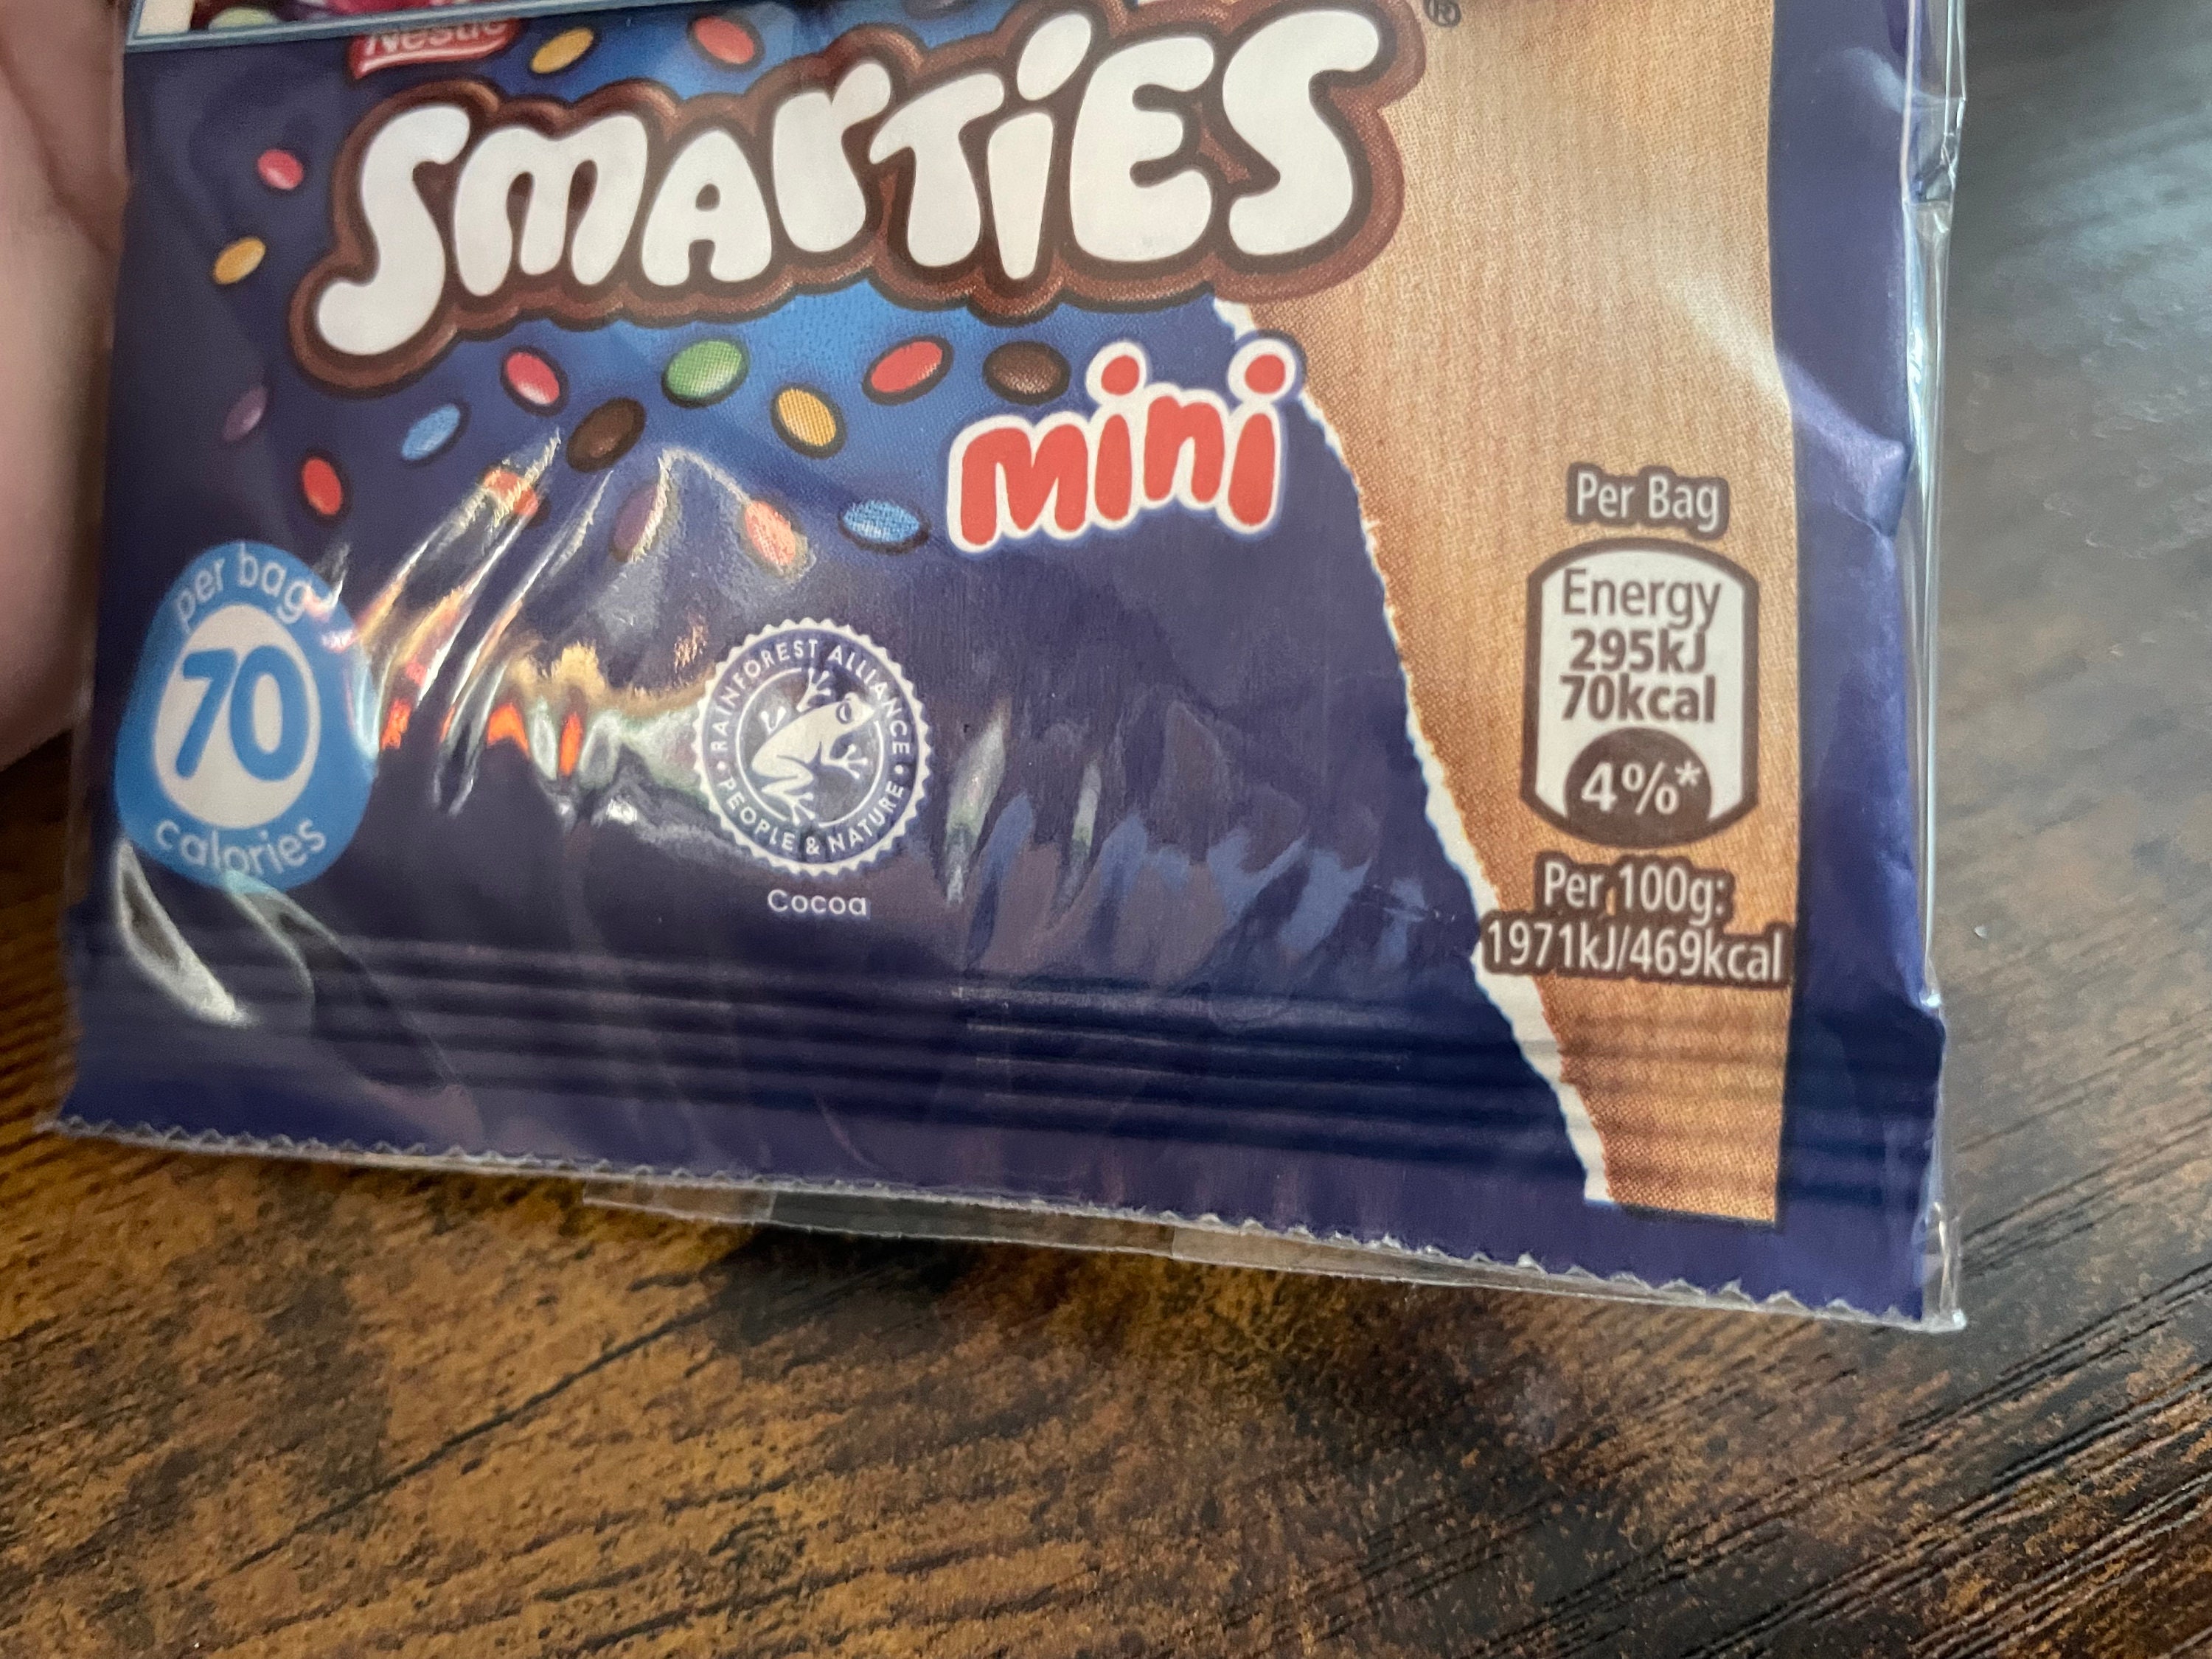 Nestlé
SMARTIES
®
mini
per bag
70
calories
RAINFOREST ALLIANCE
PEOPLE & NATURE
Cocoa
Per Bag
Energy
295kJ
70kcal
4%*
Per 100g:
1971kJ/469kcal